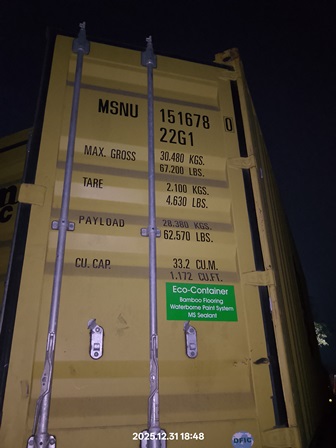 MSNU 151678 0
22G1
MAX. GROSS 30.480 KGS.
67.200 LBS.
TARE 2.100 KGS.
4.630 LBS.
PAYLOAD 28.380 KGS.
62.570 LBS.
CU. CAP. 33.2 CU.M.
1.172 CU.FT.
Eco-Container
Bamboo Flooring
Waterborne Paint System
MS Sealant
DFIC
2025.12.31 18:48